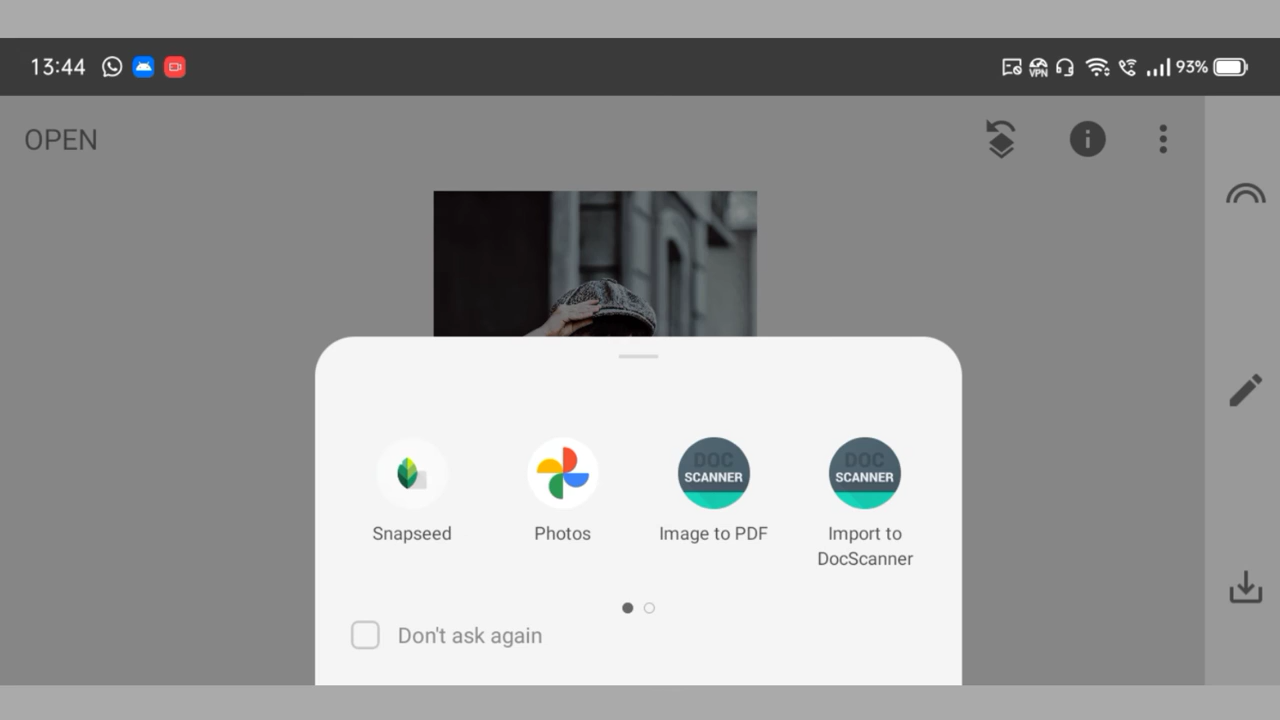 13:44
VPN
93%
OPEN
Snapseed
Photos
DOC
SCANNER
Image to PDF
DOC
SCANNER
Import to
DocScanner
Don't ask again